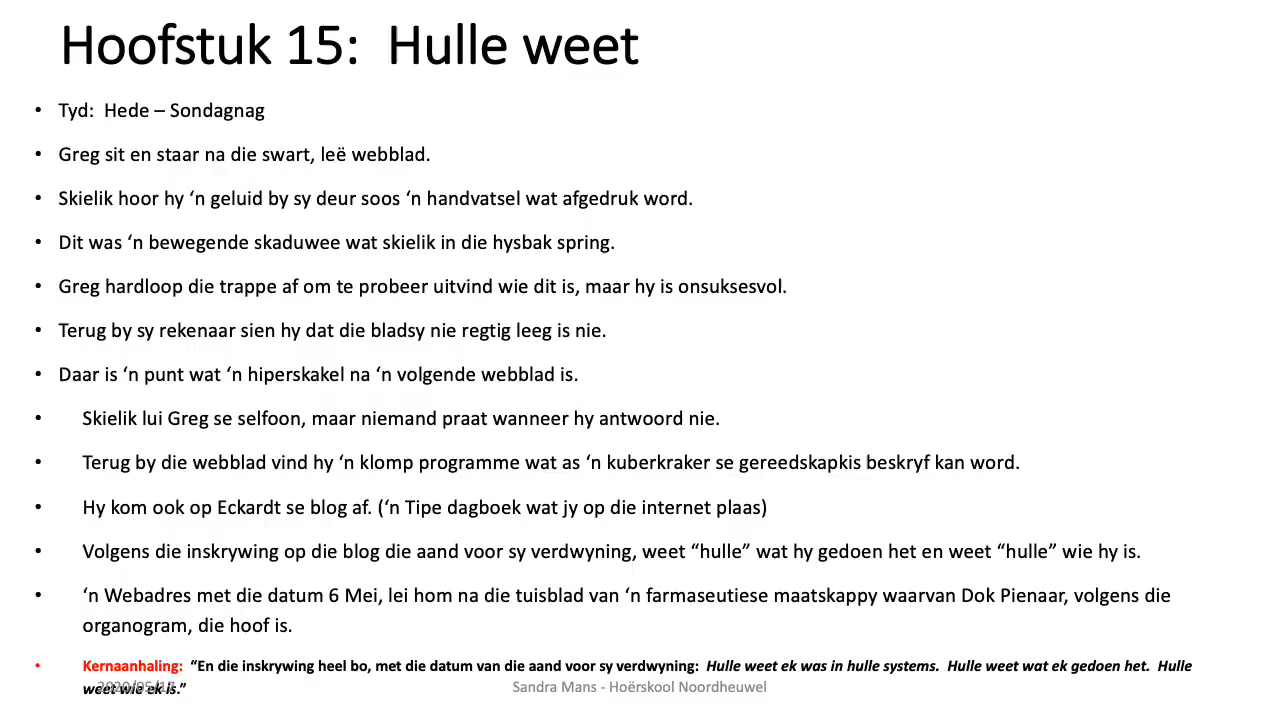 Hoofstuk 15:  Hulle weet
• Tyd:  Hede – Sondagnag
• Greg sit en staar na die swart, leë webblad.
• Skielik hoor hy ‘n geluid by sy deur soos ‘n handvatsel wat afgedruk word.
• Dit was ‘n bewegende skaduwee wat skielik in die hysbak spring.
• Greg hardloop die trappe af om te probeer uitvind wie dit is, maar hy is onsuksesvol.
• Terug by sy rekenaar sien hy dat die bladsy nie regtig leeg is nie.
• Daar is ‘n punt wat ‘n hiperskakel na ‘n volgende webblad is.
• Skielik lui Greg se selfoon, maar niemand praat wanneer hy antwoord nie.
• Terug by die webblad vind hy ‘n klomp programme wat as ‘n kuberkraker se gereedskapkis beskryf kan word.
• Hy kom ook op Eckardt se blog af. (‘n Tipe dagboek wat jy op die internet plaas)
• Volgens die inskrywing op die blog die aand voor sy verdwyning, weet “hulle” wat hy gedoen het en weet “hulle” wie hy is.
• ‘n Webadres met die datum 6 Mei, lei hom na die tuisblad van ‘n farmaseutiese maatskappy waarvan Dok Pienaar, volgens die
organogram, die hoof is.
• Kernaanhaling:  “En die inskrywing heel bo, met die datum van die aand voor sy verdwyning:  Hulle weet ek was in hulle systems.  Hulle weet wat ek gedoen het.  Hulle
weet wie ek is.”
2020/05/17
Sandra Mans - Hoërskool Noordheuwel